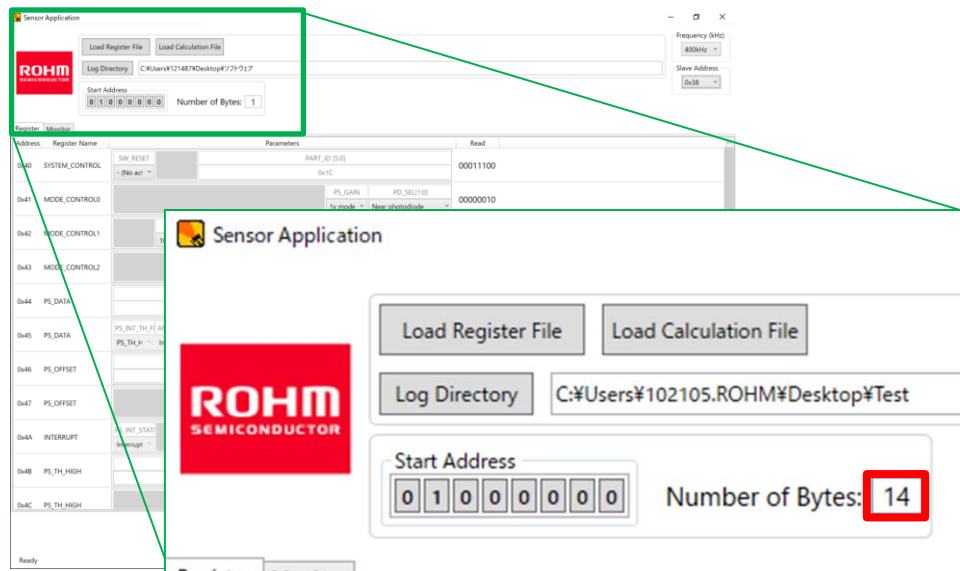 Sensor Application
Frequency (kHz)
Load Register File Load Calculation File
400kHz
ROHM
SEMICONDUCTOR
Log Directory C:¥Users¥121487¥Desktop¥ソフトウェア
Slave Address
0x38
Start Address
0 1 0 0 0 0 0 0 Number of Bytes: 1
Register Monitor
Address Register Name Parameters Read
SW_RESET PART_ID [5:0]
0x40 SYSTEM_CONTROL - (No act 0x1C 00011100
PS_GAIN PD_SEL[1:0]
0x41 MODE_CONTROL0 1x mode Near photodiode 00000010
0x42 MODE_CONTROL1
0x43 MODE_CONTROL2
0x44 PS_DATA
PS_INT_TH_FL
0x45 PS_DATA PS_TH_H
0x46 PS_OFFSET
0x47 PS_OFFSET
PS_INT_STAT
0x4A INTERRUPT Interrupt
0x4B PS_TH_HIGH
0x4C PS_TH_HIGH
Ready
Sensor Application
Load Register File Load Calculation File
ROHM
SEMICONDUCTOR
Log Directory C:¥Users¥102105.ROHM¥Desktop¥Test
Start Address
0 1 0 0 0 0 0 0 Number of Bytes: 14